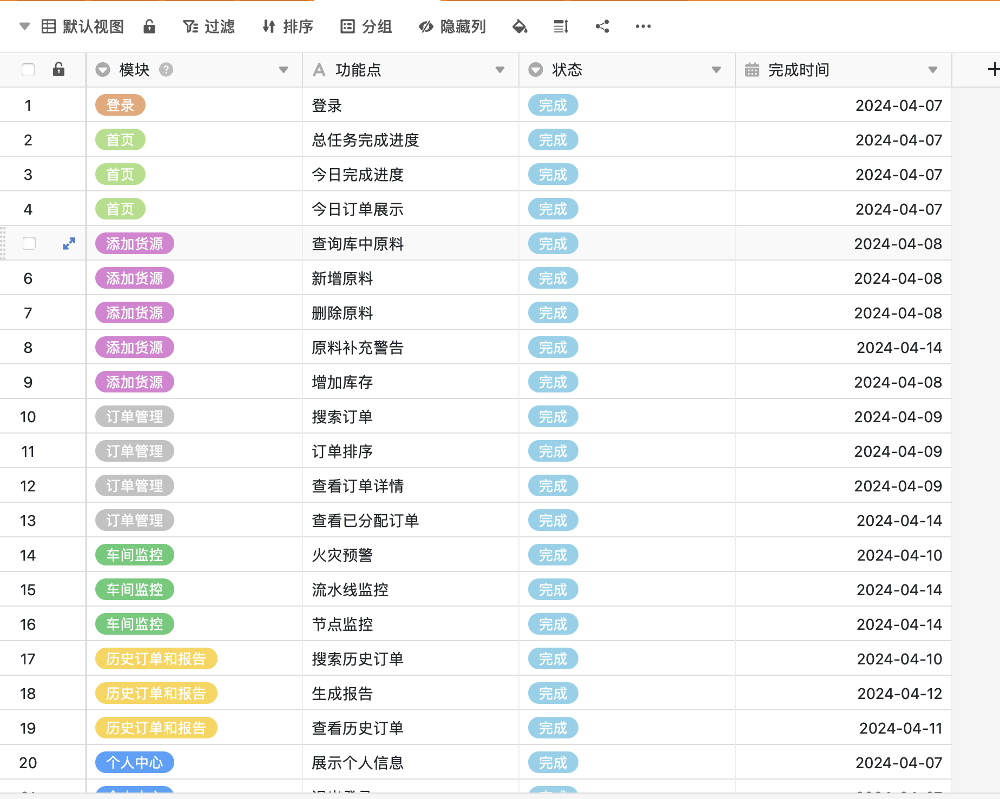 默认视图 过滤 排序 分组 隐藏列
模块 ? 功能点 状态 完成时间
1 登录 登录 完成 2024-04-07
2 首页 总任务完成进度 完成 2024-04-07
3 首页 今日完成进度 完成 2024-04-07
4 首页 今日订单展示 完成 2024-04-07
添加货源 查询库中原料 完成 2024-04-08
6 添加货源 新增原料 完成 2024-04-08
7 添加货源 删除原料 完成 2024-04-08
8 添加货源 原料补充警告 完成 2024-04-14
9 添加货源 增加库存 完成 2024-04-08
10 订单管理 搜索订单 完成 2024-04-09
11 订单管理 订单排序 完成 2024-04-09
12 订单管理 查看订单详情 完成 2024-04-09
13 订单管理 查看已分配订单 完成 2024-04-14
14 车间监控 火灾预警 完成 2024-04-10
15 车间监控 流水线监控 完成 2024-04-14
16 车间监控 节点监控 完成 2024-04-14
17 历史订单和报告 搜索历史订单 完成 2024-04-10
18 历史订单和报告 生成报告 完成 2024-04-12
19 历史订单和报告 查看历史订单 完成 2024-04-11
20 个人中心 展示个人信息 完成 2024-04-07